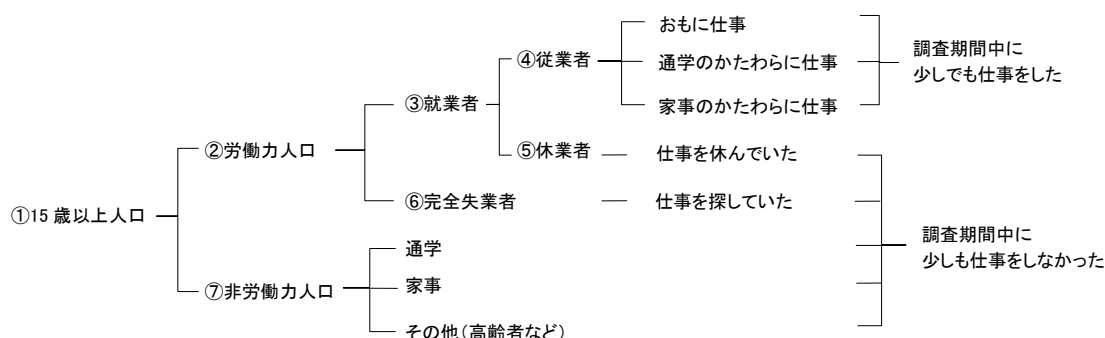 おもに仕事
④従業者
通学のかたわらに仕事
調査期間中に
少しでも仕事をした
③就業者
家事のかたわらに仕事
②労働力人口
⑤休業者
仕事を休んでいた
⑥完全失業者
仕事を探していた
①15 歳以上人口
通学
調査期間中に
少しも仕事をしなかった
⑦非労働力人口
家事
その他(高齢者など)